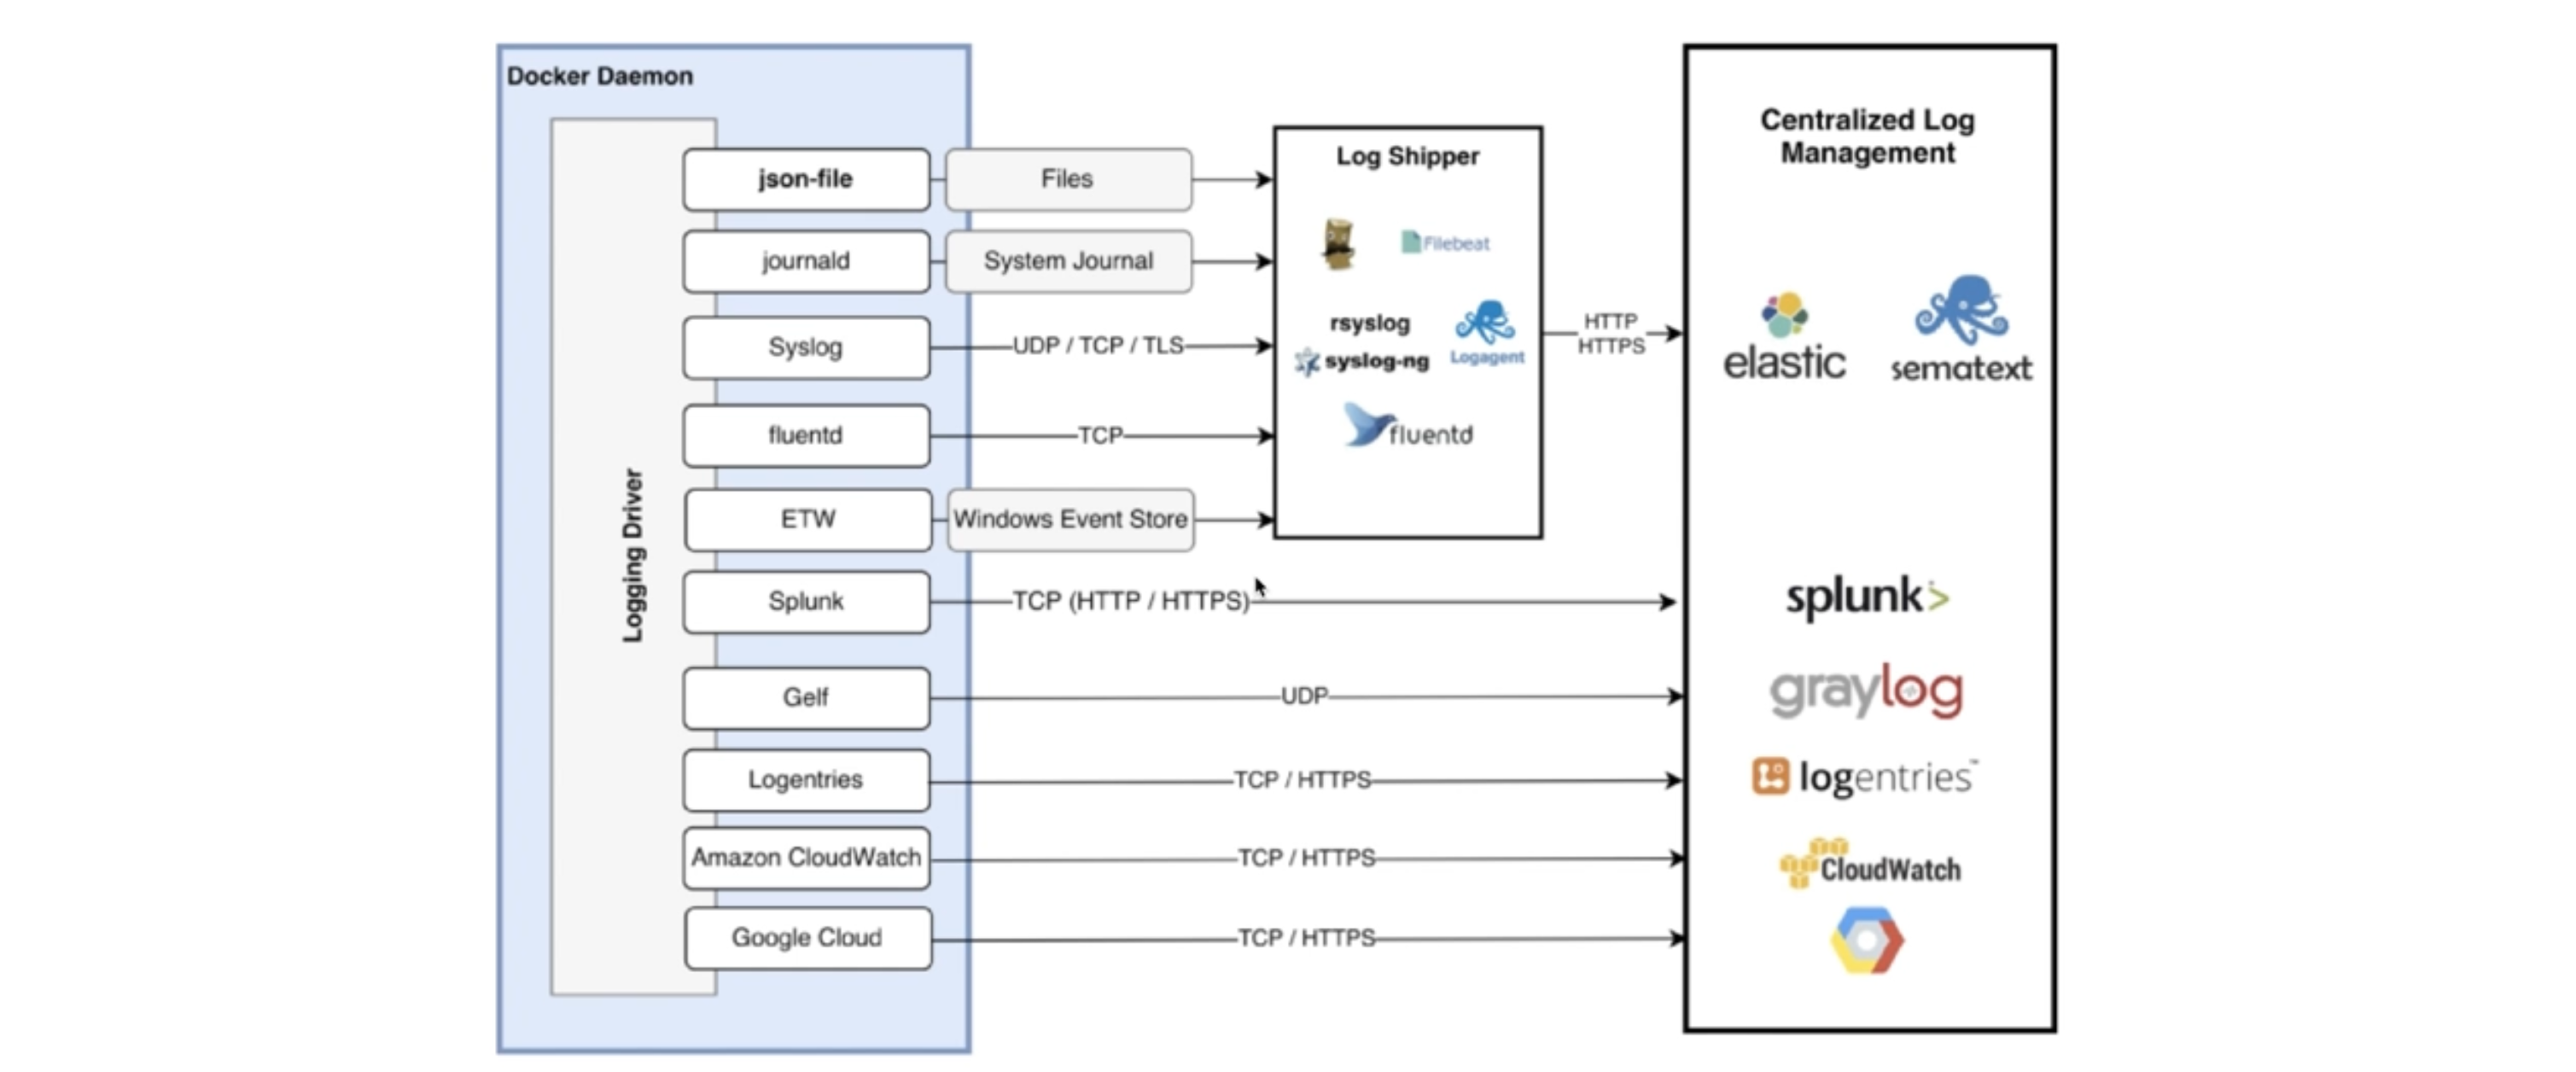 Docker Daemon
Logging Driver
json-file
Files
journald
System Journal
Syslog
UDP / TCP / TLS
fluentd
TCP
ETW
Windows Event Store
Splunk
TCP (HTTP / HTTPS)
Gelf
UDP
Logentries
TCP / HTTPS
Amazon CloudWatch
TCP / HTTPS
Google Cloud
TCP / HTTPS
Log Shipper
Filebeat
rsyslog
syslog-ng
Logagent
fluentd
HTTP
HTTPS
Centralized Log
Management
elastic
sematext
splunk>
graylog
logentries™
CloudWatch